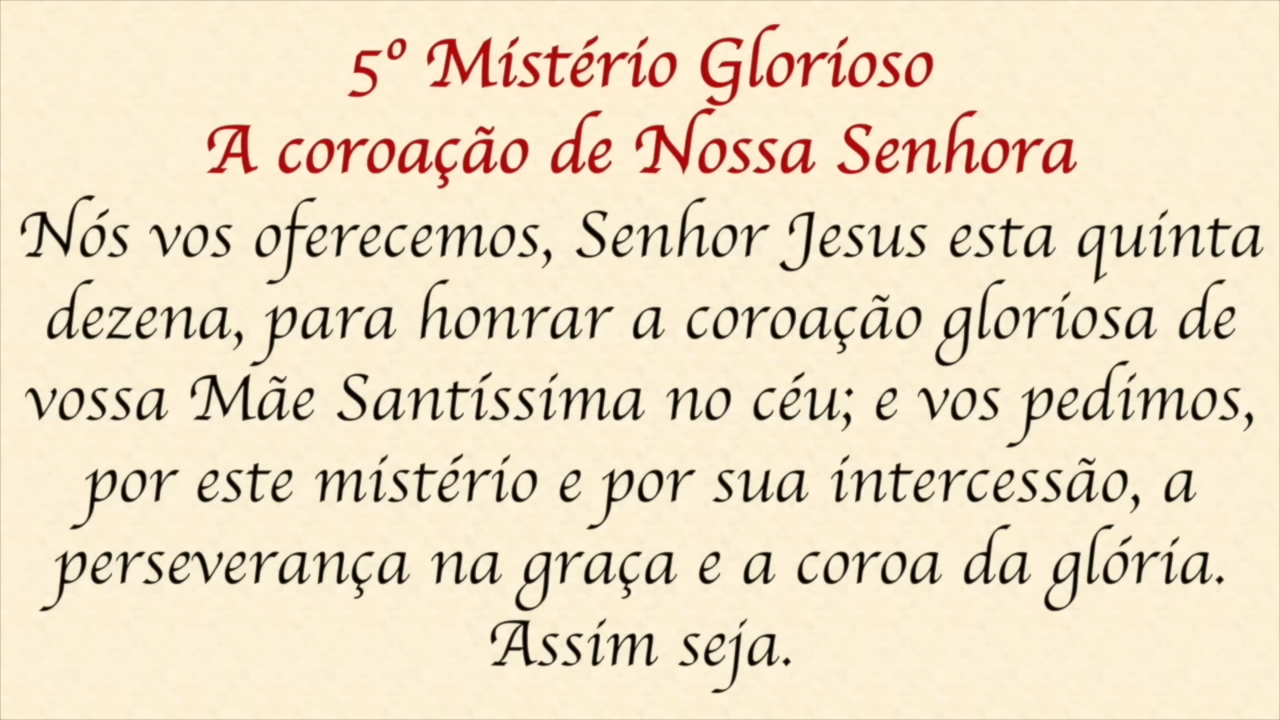 5º Mistério Glorioso
A coroação de Nossa Senhora
Nós vos oferecemos, Senhor Jesus esta quinta
dezena, para honrar a coroação gloriosa de
vossa Mãe Santíssima no céu; e vos pedimos,
por este mistério e por sua intercessão, a
perseverança na graça e a coroa da glória.
Assim seja.